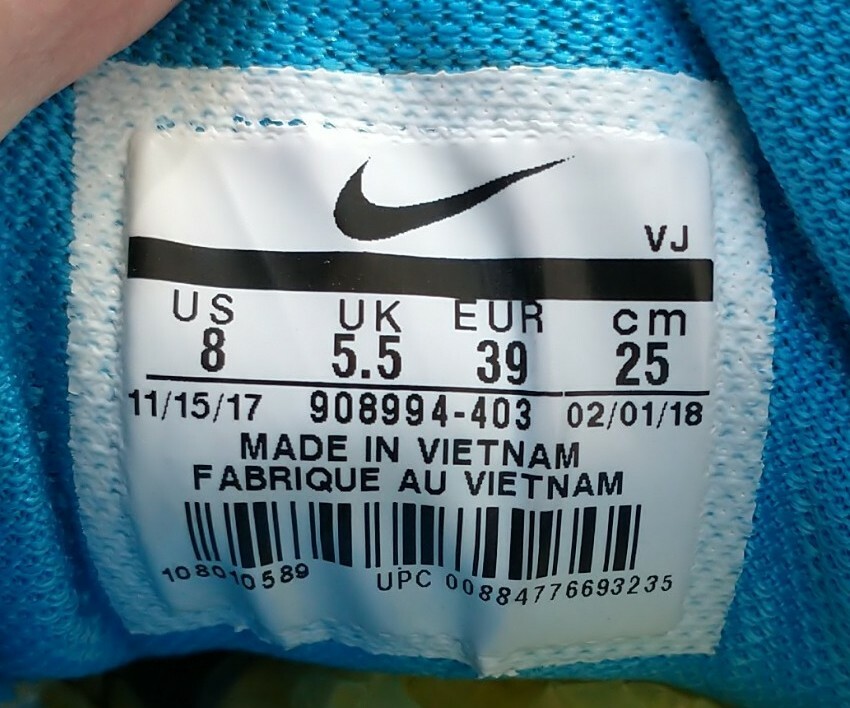 VJ
US UK EUR cm
8 5.5 39 25
11/15/17 908994-403 02/01/18
MADE IN VIETNAM
FABRIQUE AU VIETNAM
108010589 UPC 00884776693235